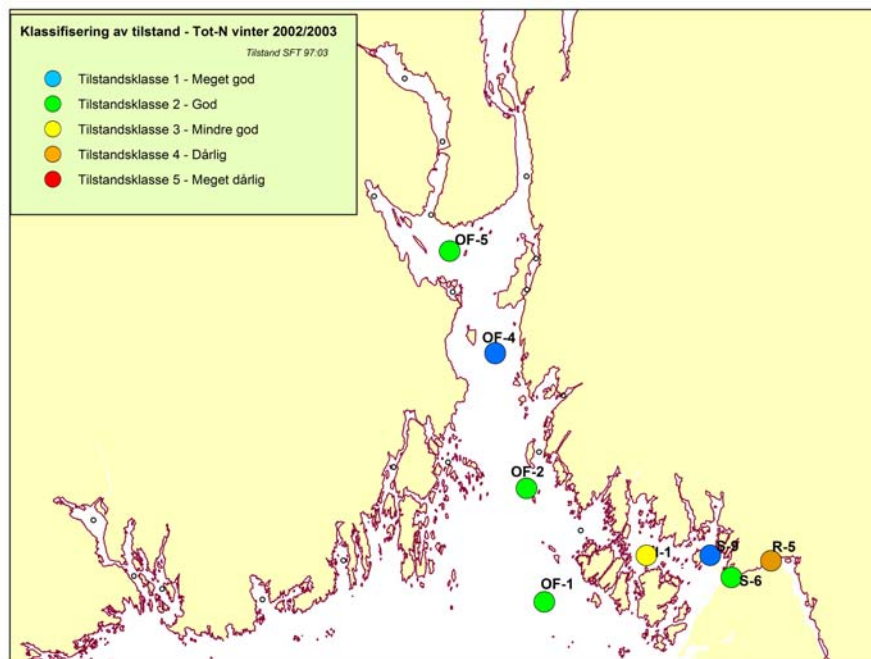 Klassifisering av tilstand - Tot-N vinter 2002/2003
Tilstand SFT 97:03
Tilstandsklasse 1 - Meget god
Tilstandsklasse 2 - God
Tilstandsklasse 3 - Mindre god
Tilstandsklasse 4 - Dårlig
Tilstandsklasse 5 - Meget dårlig
OF-5
OF-4
OF-2
I-1
S-9
R-5
S-6
OF-1